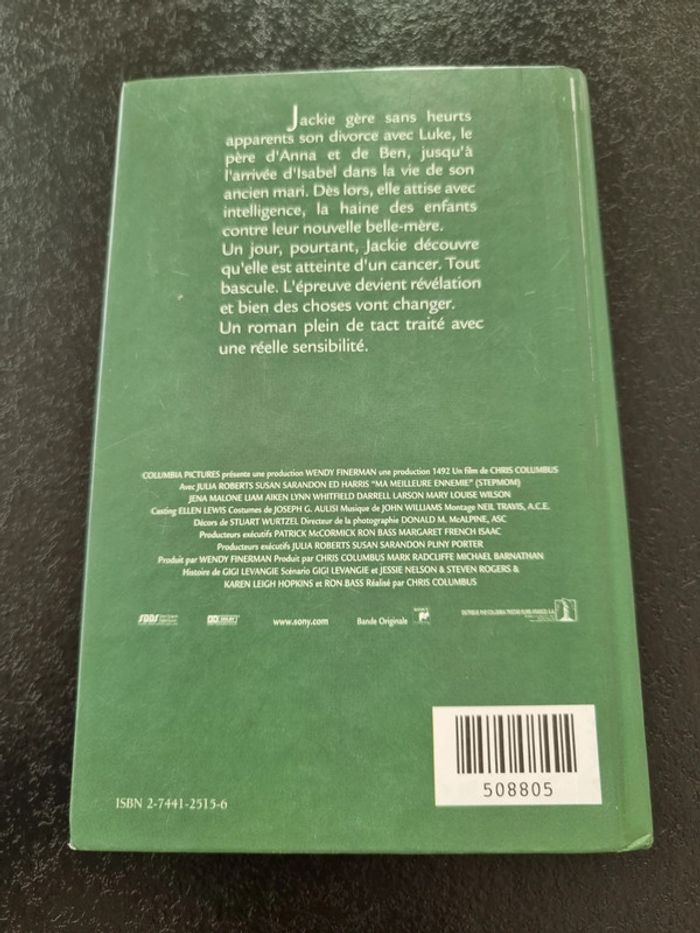 Jackie gère sans heurts
apparents son divorce avec Luke, le
père d'Anna et de Ben, jusqu'à
l'arrivée d'Isabel dans la vie de son
ancien mari. Dès lors, elle attise avec
intelligence, la haine des enfants
contre leur nouvelle belle-mère.
Un jour, pourtant, Jackie découvre
qu'elle est atteinte d'un cancer. Tout
bascule. L'épreuve devient révélation
et bien des choses vont changer.
Un roman plein de tact traité avec
une réelle sensibilité.
COLUMBIA PICTURES présente une production WENDY FINERMAN une production 1492 Un film de CHRIS COLUMBUS
Avec JULIA ROBERTS SUSAN SARANDON ED HARRIS "MA MEILLEURE ENNEMIE" (STEPMOM)
JENA MALONE LIAM AIKEN LYNN WHITFIELD DARRELL LARSON MARY LOUISE WILSON
Casting ELLEN LEWIS Costumes de JOSEPH G. AULISI Musique de JOHN WILLIAMS Montage NEIL TRAVIS, A.C.E.
Décors de STUART WURTZEL Directeur de la photographie DONALD M. McALPINE, ASC
Producteurs exécutifs PATRICK McCORMICK RON BASS MARGARET FRENCH ISAAC
Producteurs exécutifs JULIA ROBERTS SUSAN SARANDON PLINY PORTER
Produit par WENDY FINERMAN Produit par CHRIS COLUMBUS MARK RADCLIFFE MICHAEL BARNATHAN
Histoire de GIGI LEVANGIE Scénario GIGI LEVANGIE et JESSIE NELSON & STEVEN ROGERS &
KAREN LEIGH HOPKINS et RON BASS Réalisé par CHRIS COLUMBUS
SDDS www.sony.com Bande Originale SONY
508805
ISBN 2-7441-2515-6